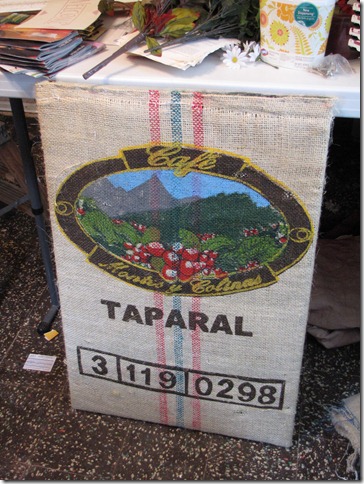 Café
Montes y Colinas
TAPARAL
3 119 0298